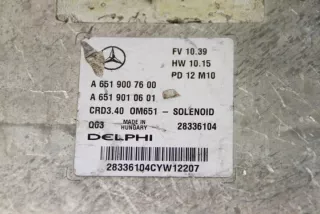 FV 10.39
HW 10.15
PD 12 M10
A 651 900 76 00
A 651 901 06 01
CRD3.40 OM651 - SOLENOID
QG3 MADE IN HUNGARY 28336104
DELPHI
28336104CYW12207